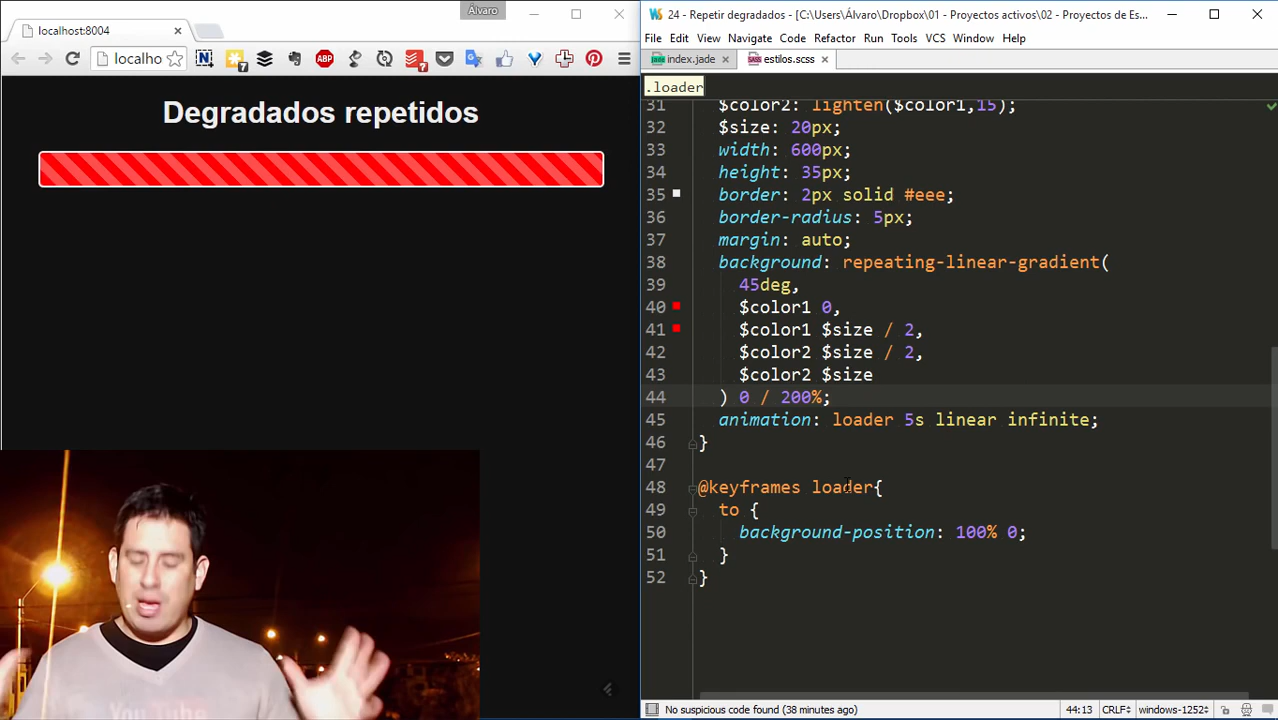 Álvaro
localhost:8004
localho
ABP
7
Degradados repetidos
24 - Repetir degradados - [C:\Users\Álvaro\Dropbox\01 - Proyectos activos\02 - Proyectos de Es...
File Edit View Navigate Code Refactor Run Tools VCS Window Help
index.jade
estilos.scss
.loader
31 $color2: lighten($color1,15);
32 $size: 20px;
33 width: 600px;
34 height: 35px;
35 border: 2px solid #eee;
36 border-radius: 5px;
37 margin: auto;
38 background: repeating-linear-gradient(
39 45deg,
40 $color1 0,
41 $color1 $size / 2,
42 $color2 $size / 2,
43 $color2 $size
44 ) 0 / 200%;
45 animation: loader 5s linear infinite;
46 }
47
48 @keyframes loader{
49 to {
50 background-position: 100% 0;
51 }
52 }
You Tube
No suspicious code found (38 minutes ago) 44:13 CRLF÷ windows-1252÷